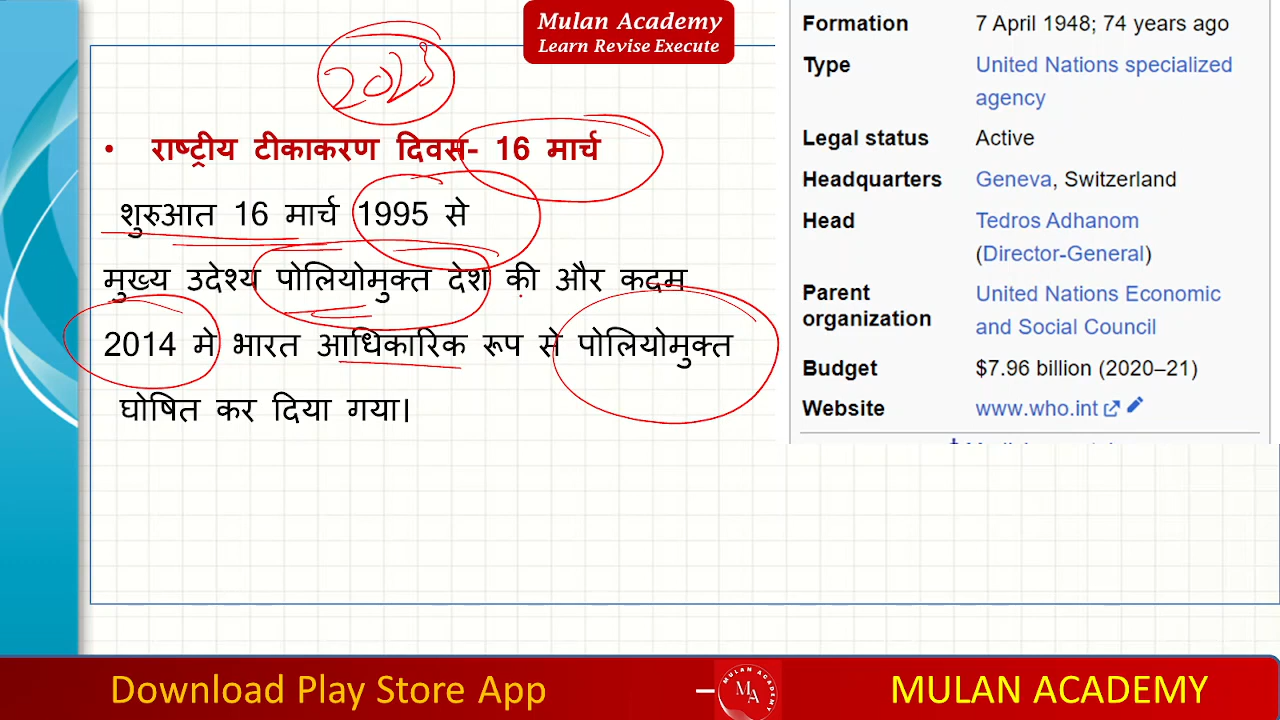 Mulan Academy
Learn Revise Execute
• राष्ट्रीय टीकाकरण दिवस- 16 मार्च
शुरुआत 16 मार्च 1995 से
मुख्य उदेश्य पोलियोमुक्त देश की और कदम
2014 मे भारत आधिकारिक रूप से पोलियोमुक्त
घोषित कर दिया गया।
Formation 7 April 1948; 74 years ago
Type United Nations specialized
agency
Legal status Active
Headquarters Geneva, Switzerland
Head Tedros Adhanom
(Director-General)
Parent United Nations Economic
organization and Social Council
Budget $7.96 billion (2020–21)
Website www.who.int
Download Play Store App – MULAN ACADEMY
MULAN ACADEMY
MA